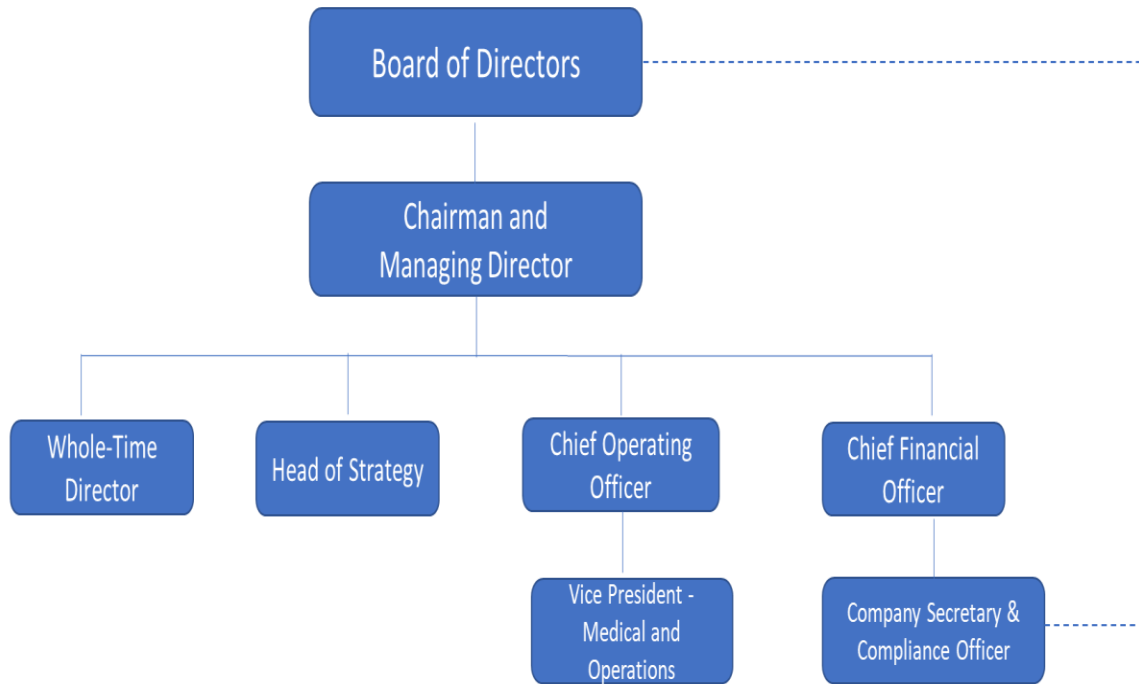 Board of Directors
Chairman and
Managing Director
Whole-Time
Director
Head of Strategy
Chief Operating
Officer
Chief Financial
Officer
Vice President -
Medical and
Operations
Company Secretary &
Compliance Officer